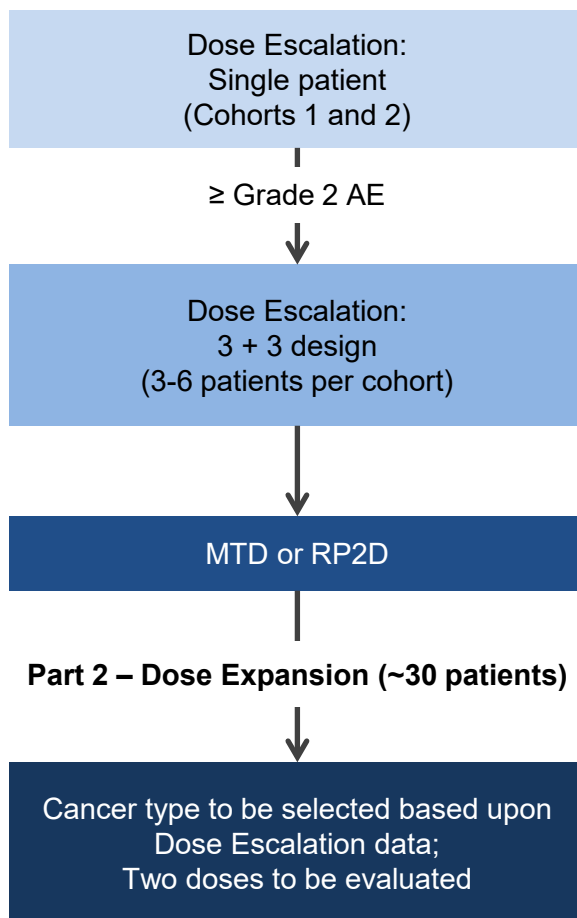 Dose Escalation:
Single patient
(Cohorts 1 and 2)
≥ Grade 2 AE
Dose Escalation:
3 + 3 design
(3-6 patients per cohort)
MTD or RP2D
Part 2 – Dose Expansion (~30 patients)
Cancer type to be selected based upon
Dose Escalation data;
Two doses to be evaluated